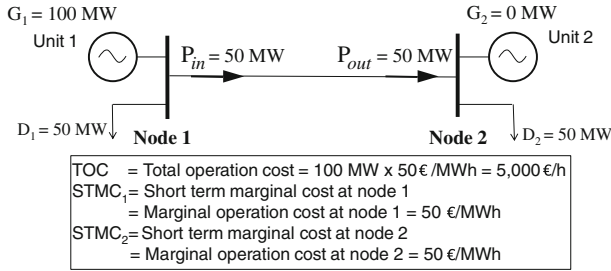 G₁ = 100 MW
Unit 1
G₂ = 0 MW
Unit 2
Pin = 50 MW
Pout = 50 MW
D₁ = 50 MW
Node 1
Node 2
D₂ = 50 MW
TOC = Total operation cost = 100 MW x 50 € /MWh = 5,000 €/h
STMC₁= Short term marginal cost at node 1
= Marginal operation cost at node 1 = 50 €/MWh
STMC₂= Short term marginal cost at node 2
= Marginal operation cost at node 2 = 50 €/MWh